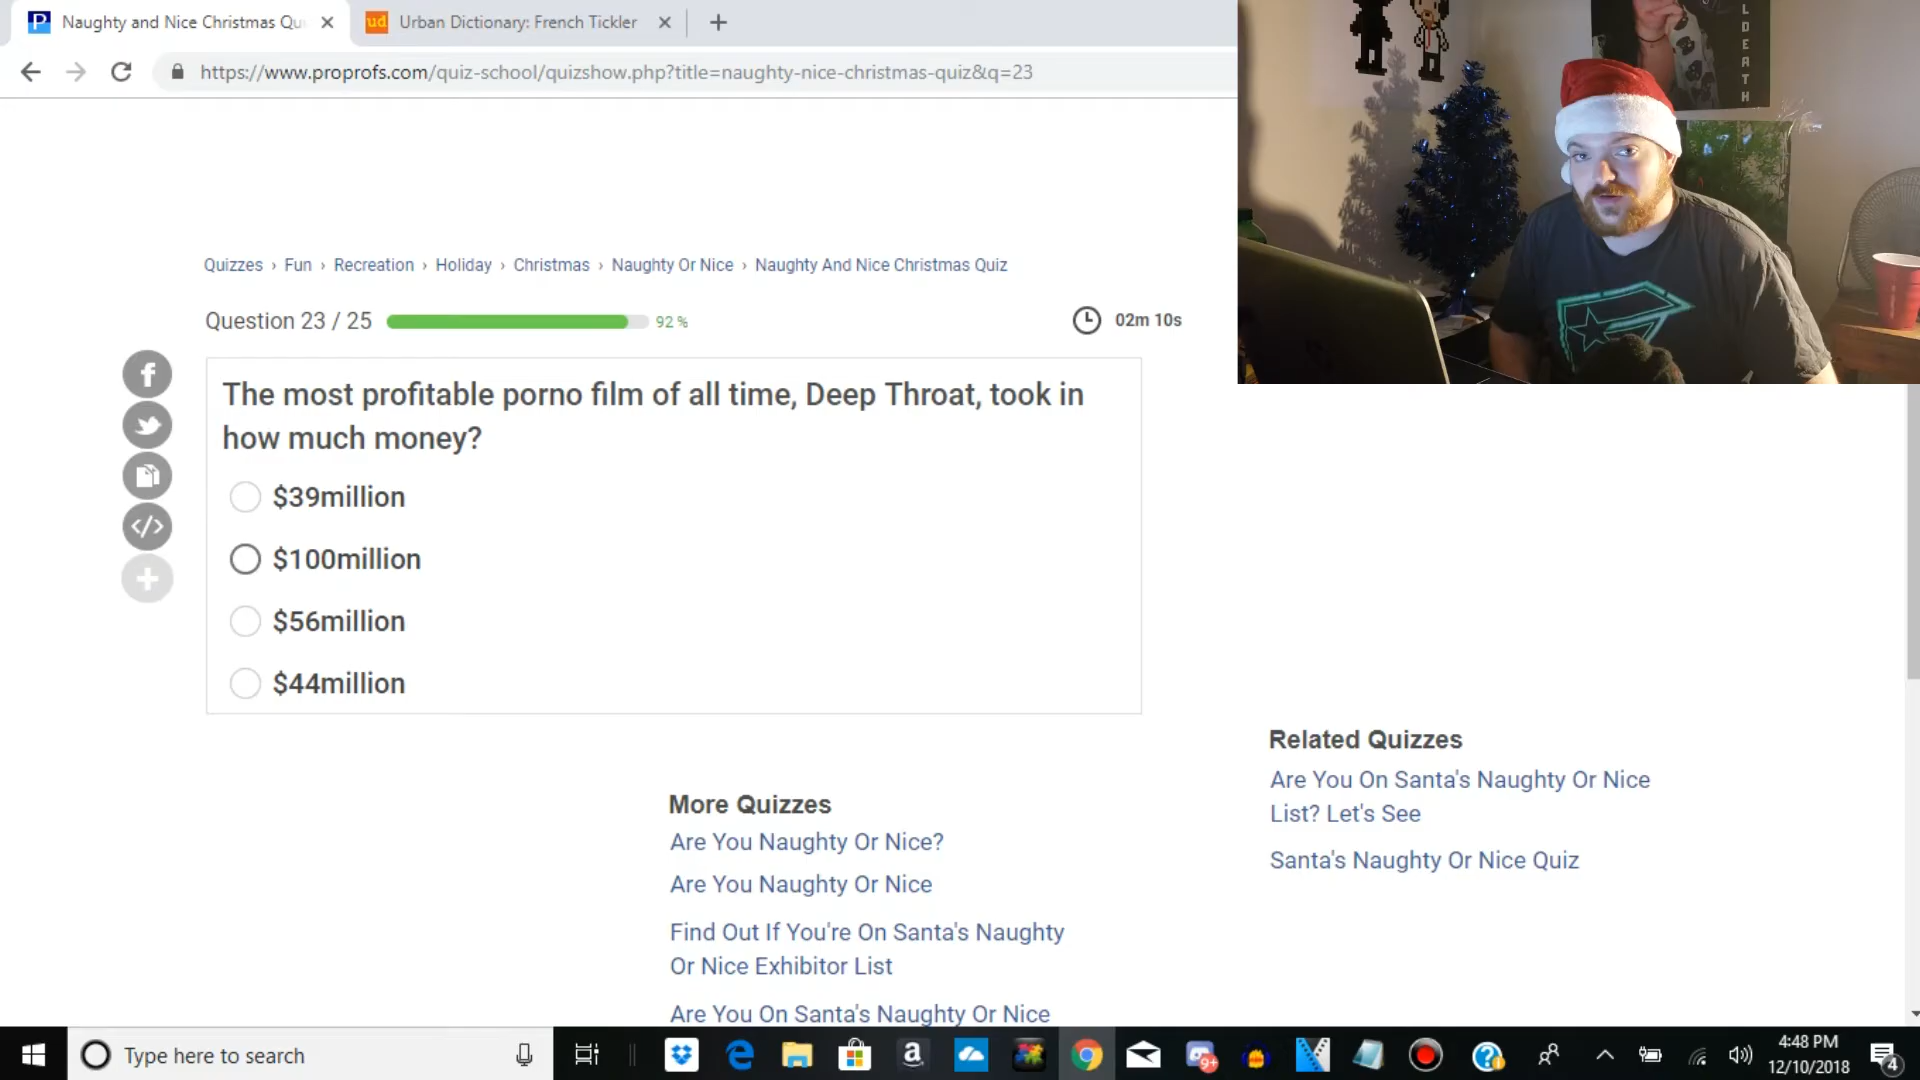 Naughty and Nice Christmas Qu
ud
Urban Dictionary: French Tickler
https://www.proprofs.com/quiz-school/quizshow.php?title=naughty-nice-christmas-quiz&q=23
Quizzes › Fun › Recreation › Holiday › Christmas › Naughty Or Nice › Naughty And Nice Christmas Quiz
Question 23 / 25
92 %
02m 10s
The most profitable porno film of all time, Deep Throat, took in
how much money?
$39million
$100million
$56million
$44million
Related Quizzes
Are You On Santa's Naughty Or Nice
List? Let's See
Santa's Naughty Or Nice Quiz
More Quizzes
Are You Naughty Or Nice?
Are You Naughty Or Nice
Find Out If You're On Santa's Naughty
Or Nice Exhibitor List
Are You On Santa's Naughty Or Nice
LDEATH
Type here to search
9+
4:48 PM
12/10/2018
4